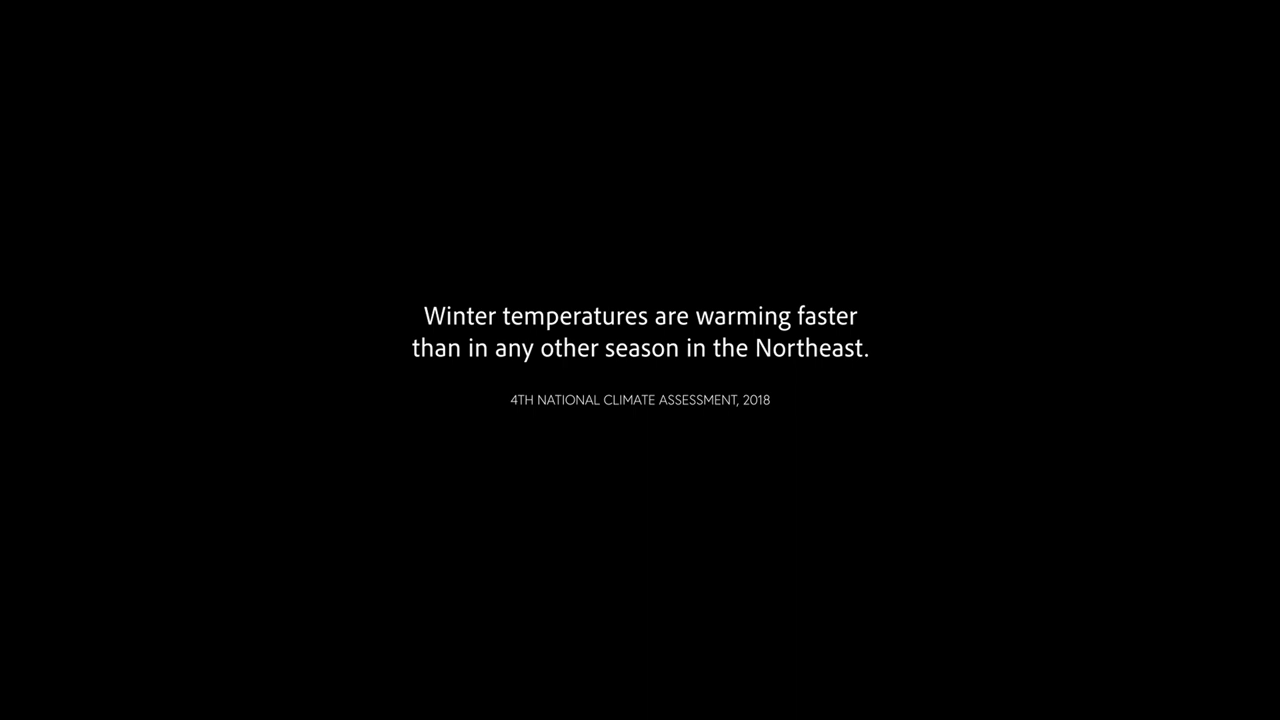 Winter temperatures are warming faster
than in any other season in the Northeast.
4TH NATIONAL CLIMATE ASSESSMENT, 2018